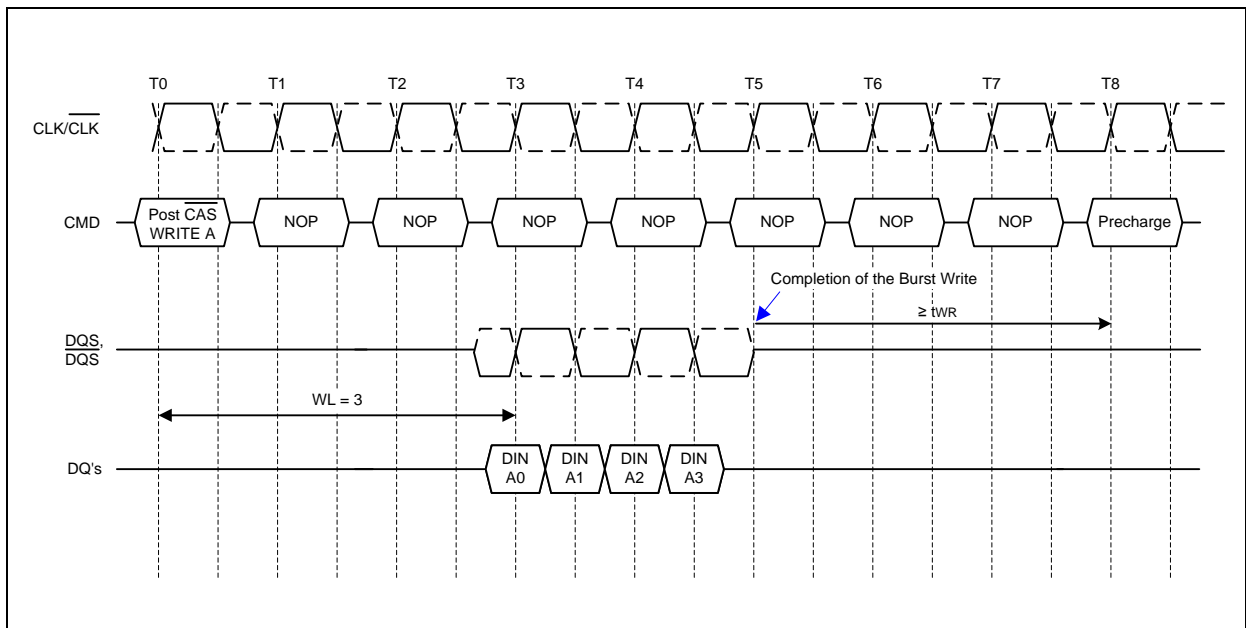 T0 T1 T2 T3 T4 T5 T6 T7 T8
CLK/CLK
CMD
Post CAS
WRITE A
NOP NOP NOP NOP NOP NOP NOP Precharge
Completion of the Burst Write
≥ tWR
DQS,
DQS
WL = 3
DQ's
DIN DIN DIN DIN
A0 A1 A2 A3